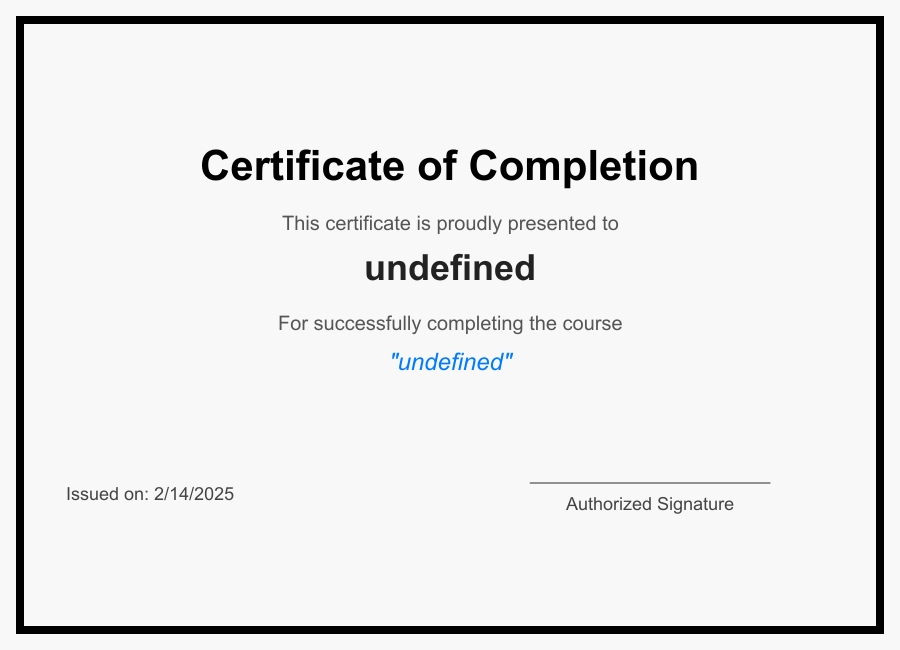 Certificate of Completion
This certificate is proudly presented to
undefined
For successfully completing the course
"undefined"
Issued on: 2/14/2025
Authorized Signature